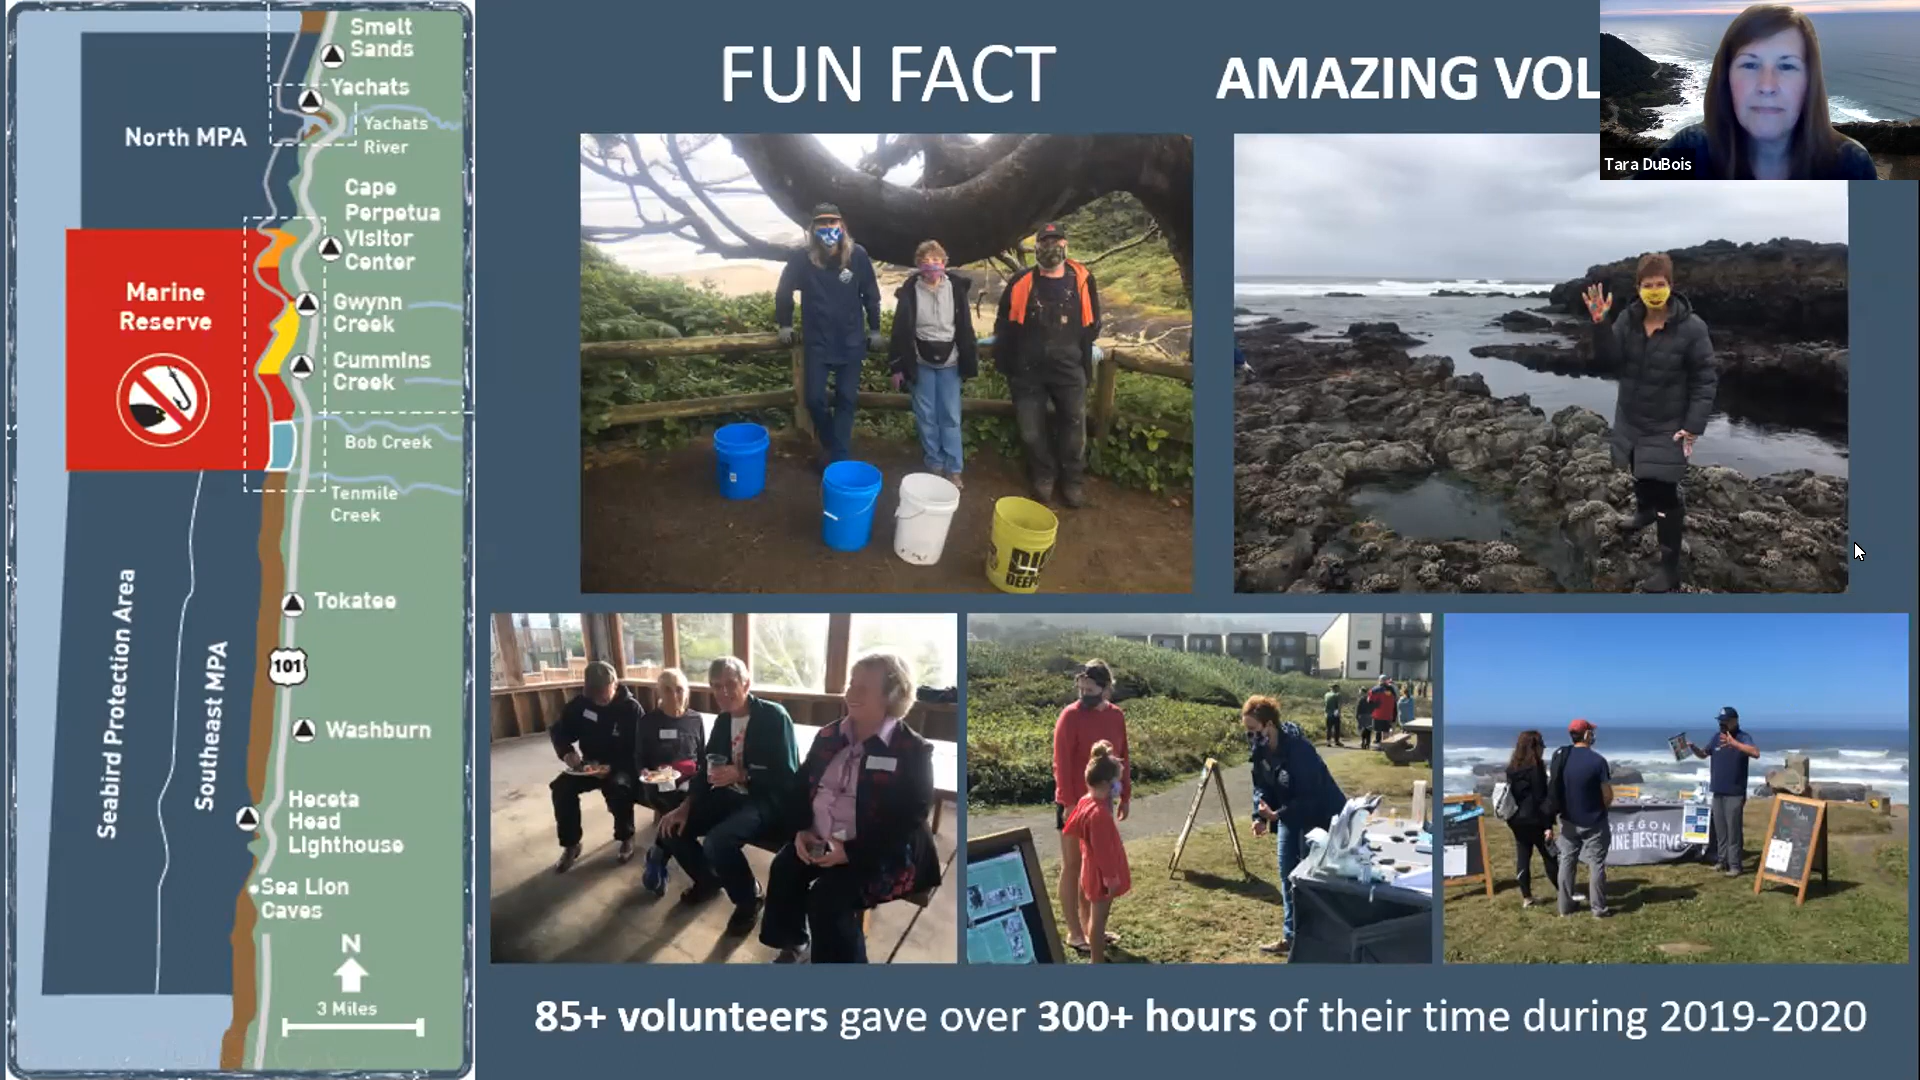 Smelt
Sands
Yachats
Yachats
River
North MPA
Cape
Perpetua
Visitor
Center
Marine
Reserve
Gwynn
Creek
Cummins
Creek
Bob Creek
Tenmile
Creek
Seabird Protection Area
Southeast MPA
Tokatee
101
Washburn
Heceta
Head
Lighthouse
Sea Lion
Caves
N
3 Miles
FUN FACT
AMAZING VOL
Tara DuBois
DEEP
OREGON
INE RESERVE
85+ volunteers gave over 300+ hours of their time during 2019-2020